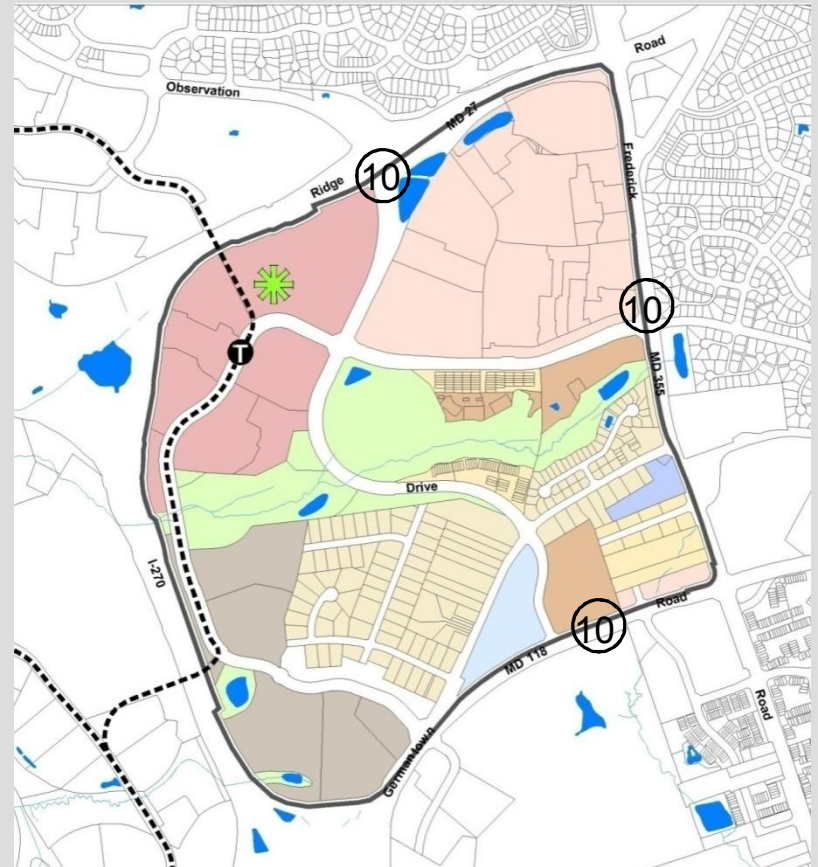 Road
Observation
MD 27
Frederick
10
Ridge
10
T
MD 355
Drive
I-270
10
Road
MD 118
Road
Germantown